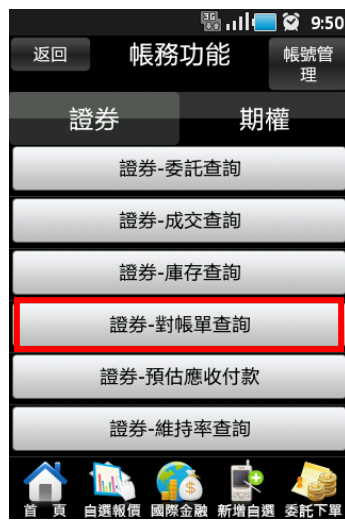 3G 9:50
返回 帳務功能 帳號管
理
證券 期權
證券-委託查詢
證券-成交查詢
證券-庫存查詢
證券-對帳單查詢
證券-預估應收付款
證券-維持率查詢
首 頁 自選報價 國際金融 新增自選 委託下單